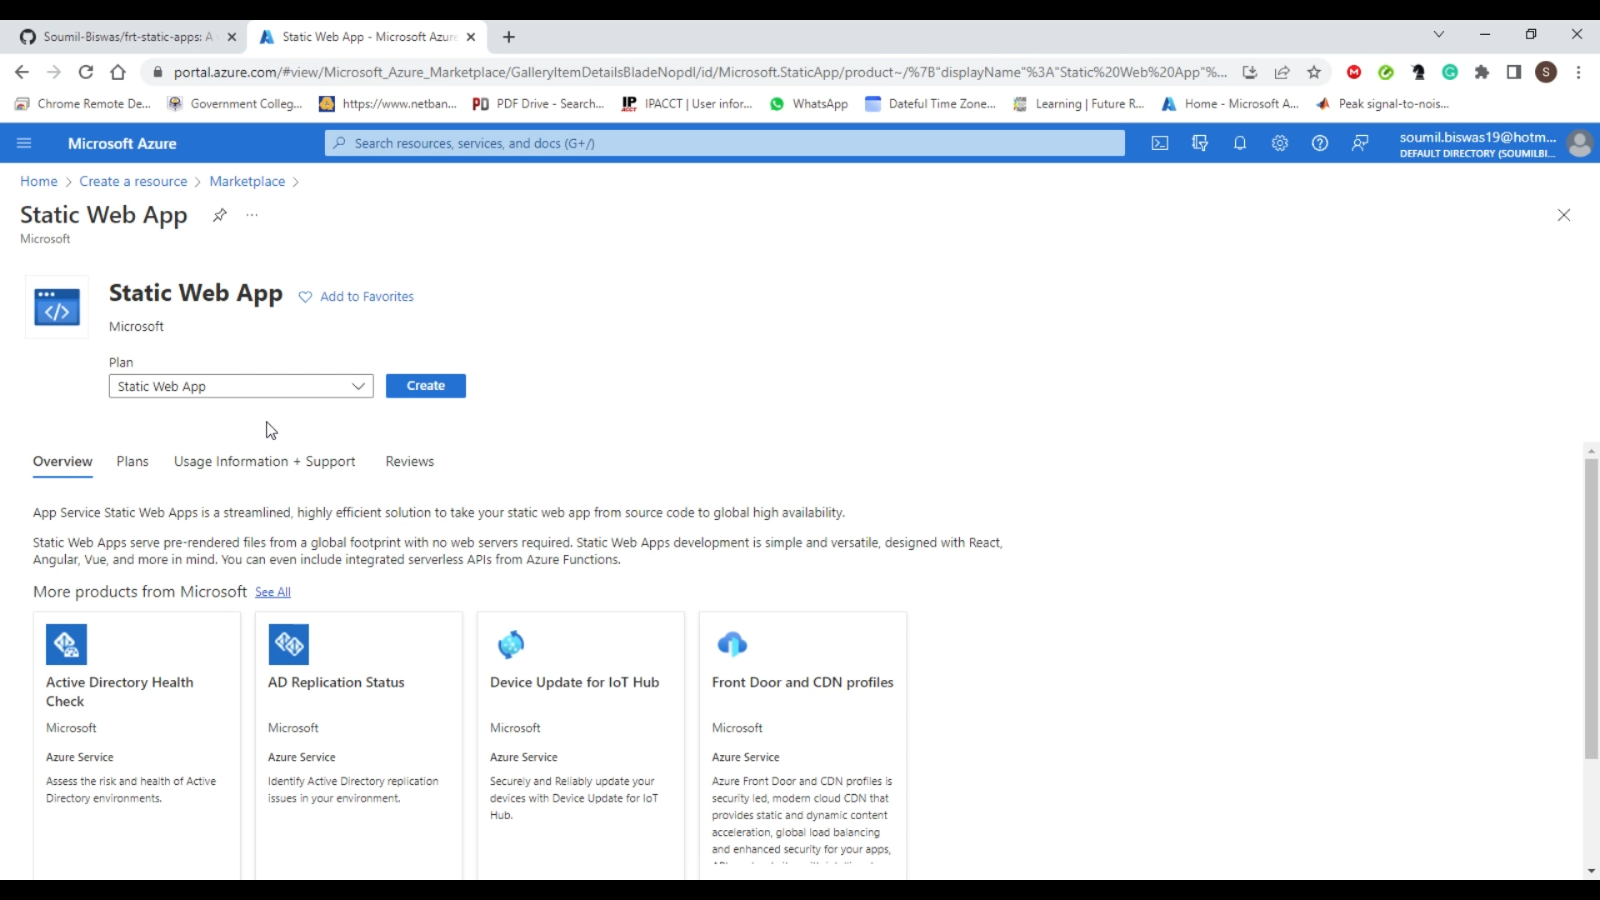 Soumil-Biswas/frt-static-apps: A
Static Web App - Microsoft Azure
portal.azure.com/#view/Microsoft_Azure_Marketplace/GalleryItemDetailsBladeNopdl/id/Microsoft.StaticApp/product~/%7B"displayName"%3A"Static%20Web%20App"%...
S
Chrome Remote De...
Government Colleg...
https://www.netban...
PDF Drive - Search...
IPACCT | User infor...
WhatsApp
Dateful Time Zone...
Learning | Future R...
Home - Microsoft A...
Peak signal-to-nois...
Microsoft Azure
Search resources, services, and docs (G+/)
soumil.biswas19@hotm...
DEFAULT DIRECTORY (SOUMILBI...
Home > Create a resource > Marketplace >
Static Web App
Microsoft
Static Web App
Add to Favorites
Microsoft
Plan
Static Web App
Create
Overview
Plans
Usage Information + Support
Reviews
App Service Static Web Apps is a streamlined, highly efficient solution to take your static web app from source code to global high availability.
Static Web Apps serve pre-rendered files from a global footprint with no web servers required. Static Web Apps development is simple and versatile, designed with React,
Angular, Vue, and more in mind. You can even include integrated serverless APIs from Azure Functions.
More products from Microsoft See All
Active Directory Health
Check
Microsoft
Azure Service
Assess the risk and health of Active
Directory environments.
AD Replication Status
Microsoft
Azure Service
Identify Active Directory replication
issues in your environment.
Device Update for IoT Hub
Microsoft
Azure Service
Securely and Reliably update your
devices with Device Update for IoT
Hub.
Front Door and CDN profiles
Microsoft
Azure Service
Azure Front Door and CDN profiles is
security led, modern cloud CDN that
provides static and dynamic content
acceleration, global load balancing
and enhanced security for your apps,